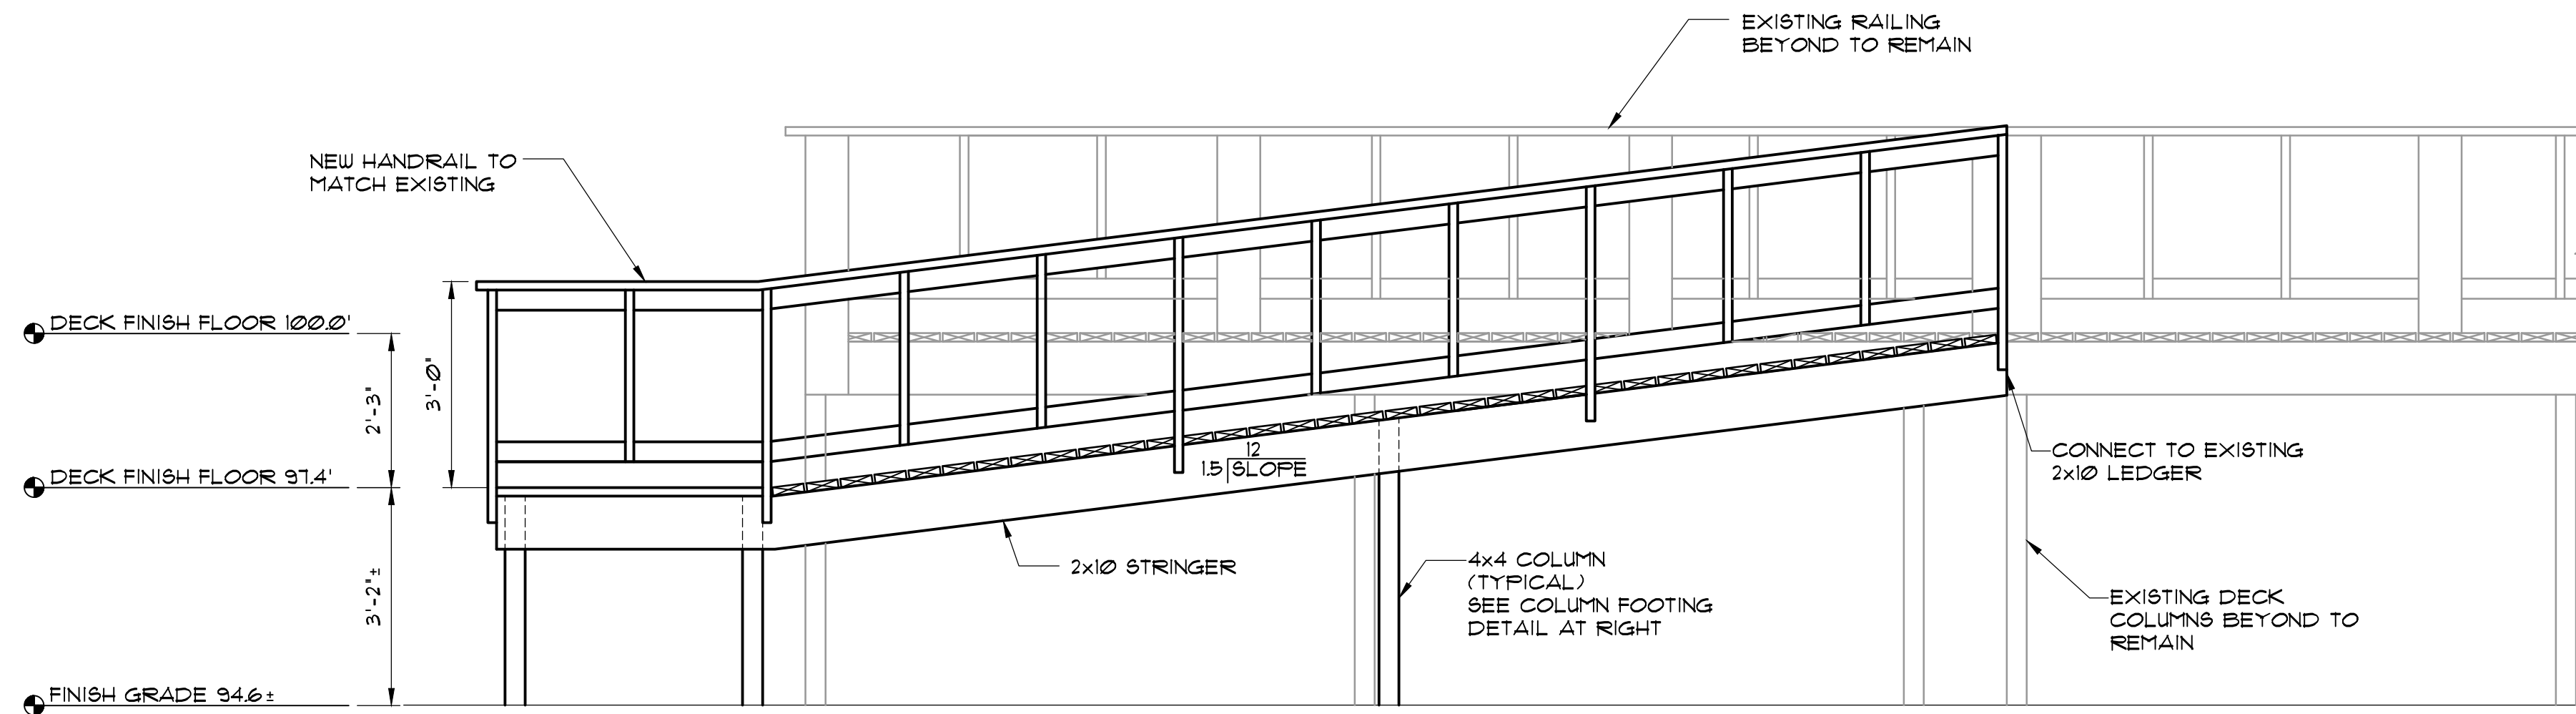 EXISTING RAILING
BEYOND TO REMAIN
NEW HANDRAIL TO
MATCH EXISTING
DECK FINISH FLOOR 100.0'
2'-3"
3'-0"
DECK FINISH FLOOR 97.4'
12
1.5 SLOPE
CONNECT TO EXISTING
2x10 LEDGER
2x10 STRINGER
4x4 COLUMN
(TYPICAL)
SEE COLUMN FOOTING
DETAIL AT RIGHT
3'-2"±
EXISTING DECK
COLUMNS BEYOND TO
REMAIN
FINISH GRADE 94.6±